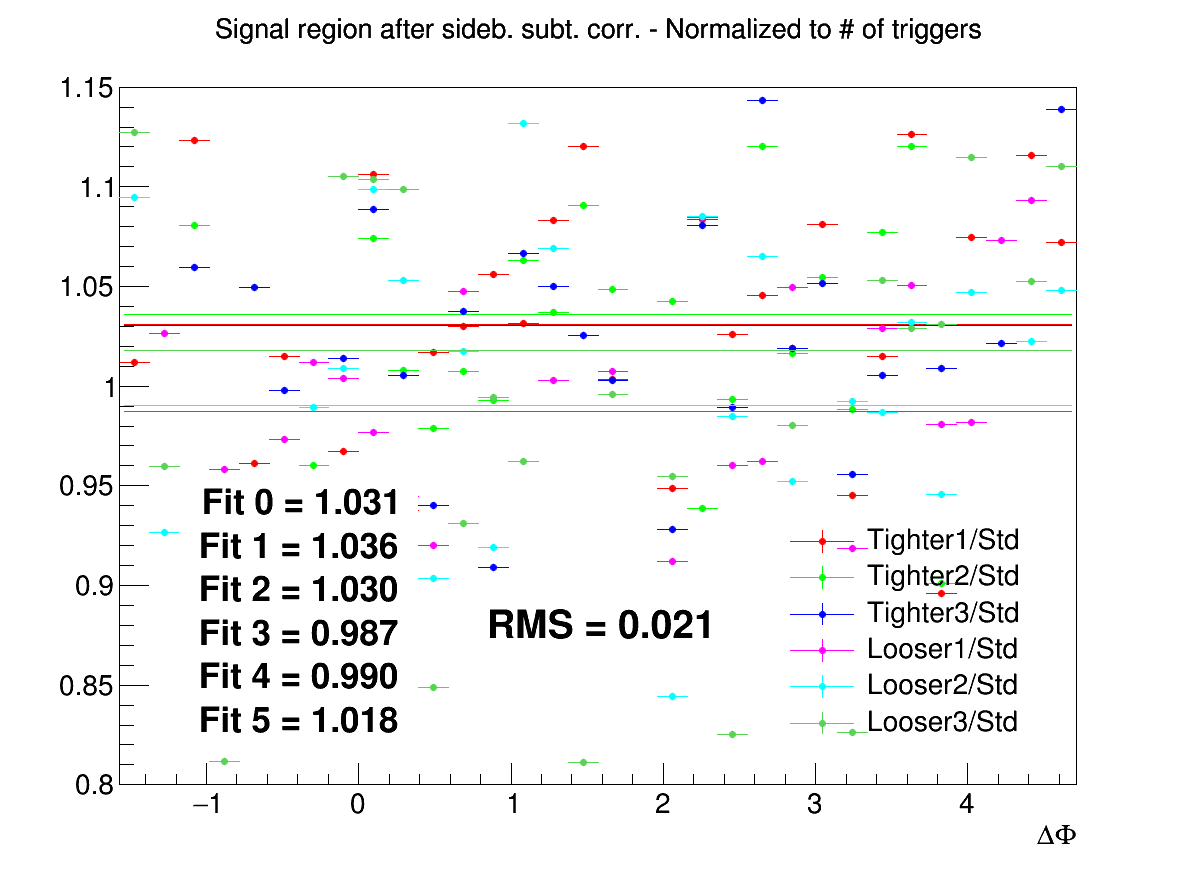 Signal region after sideb. subt. corr. - Normalized to # of triggers
1.15
1.1
1.05
1
0.95
0.9
0.85
0.8
Fit 0 = 1.031
Fit 1 = 1.036
Fit 2 = 1.030
Fit 3 = 0.987
Fit 4 = 0.990
Fit 5 = 1.018
RMS = 0.021
Tighter1/Std
Tighter2/Std
Tighter3/Std
Looser1/Std
Looser2/Std
Looser3/Std
−1 0 1 2 3 4
ΔΦ